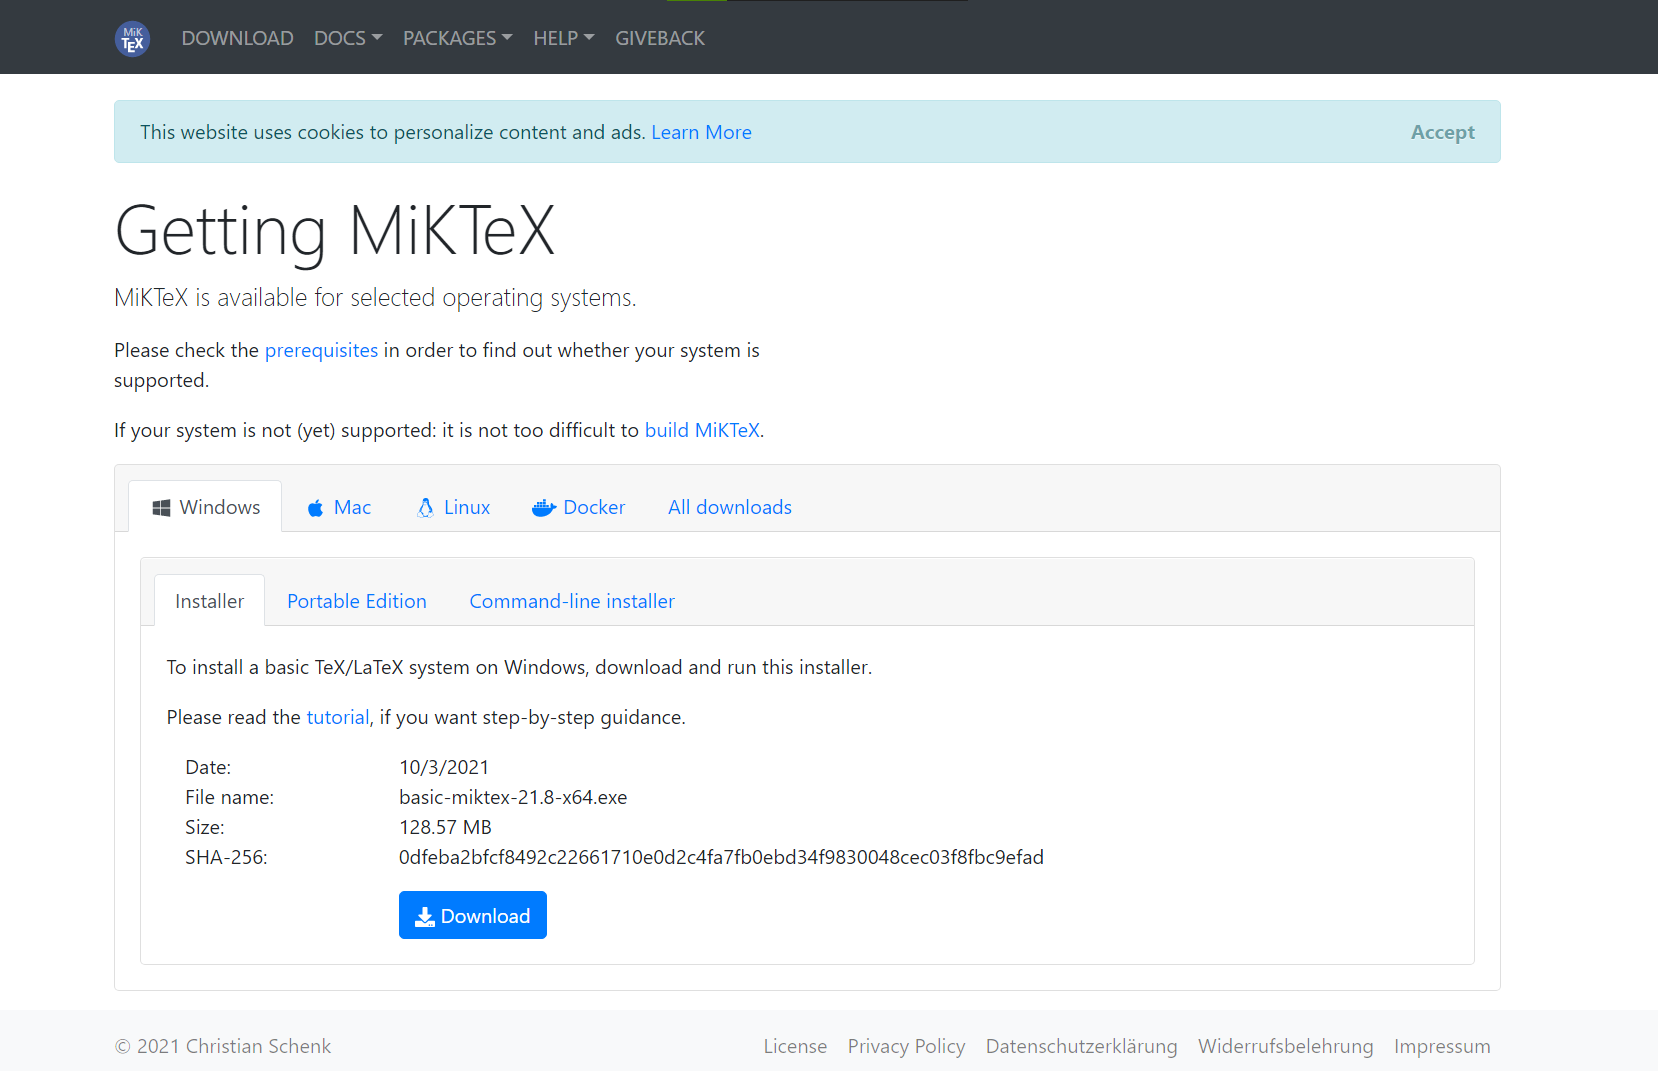 MiK
TEX
DOWNLOAD DOCS PACKAGES HELP GIVEBACK
This website uses cookies to personalize content and ads. Learn More Accept
Getting MiKTeX
MiKTeX is available for selected operating systems.
Please check the prerequisites in order to find out whether your system is
supported.
If your system is not (yet) supported: it is not too difficult to build MiKTeX.
Windows Mac Linux Docker All downloads
Installer Portable Edition Command-line installer
To install a basic TeX/LaTeX system on Windows, download and run this installer.
Please read the tutorial, if you want step-by-step guidance.
Date: 10/3/2021
File name: basic-miktex-21.8-x64.exe
Size: 128.57 MB
SHA-256: 0dfeba2bfcf8492c22661710e0d2c4fa7fb0ebd34f9830048cec03f8fbc9efad
Download
© 2021 Christian Schenk License Privacy Policy Datenschutzerklärung Widerrufsbelehrung Impressum